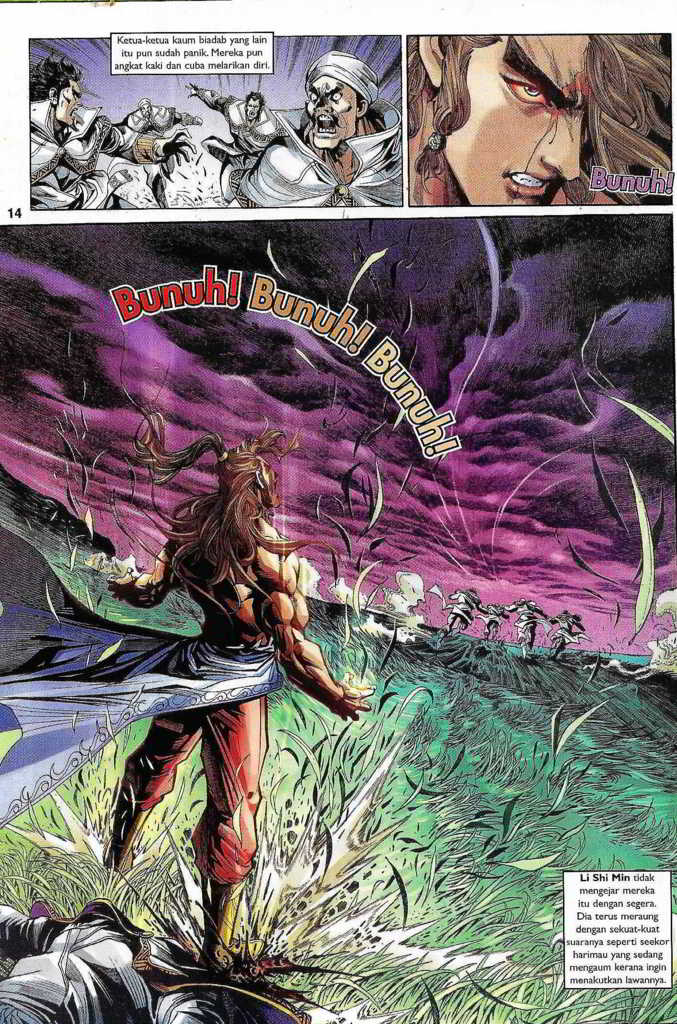 Ketua-ketua kaum biadab yang lain
itu pun sudah panik. Mereka pun
angkat kaki dan cuba melarikan diri.
Bunuh!
14
Bunuh! Bunuh! Bunuh!
Li Shi Min tidak
mengejar mereka
itu dengan segera.
Dia terus meraung
dengan sekuat-kuat
suaranya seperti seekor
harimau yang sedang
mengaum kerana ingin
menakutkan lawannya.